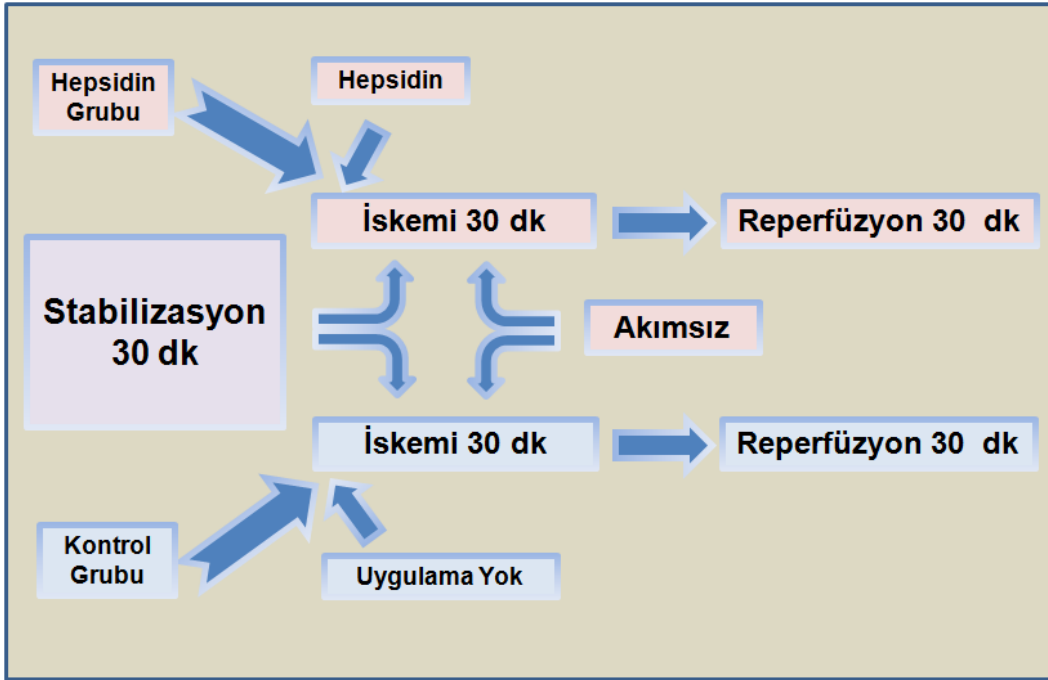 Hepsidin
Grubu
Hepsidin
İskemi 30 dk
Reperfüzyon 30 dk
Stabilizasyon
30 dk
Akımsız
İskemi 30 dk
Reperfüzyon 30 dk
Kontrol
Grubu
Uygulama Yok